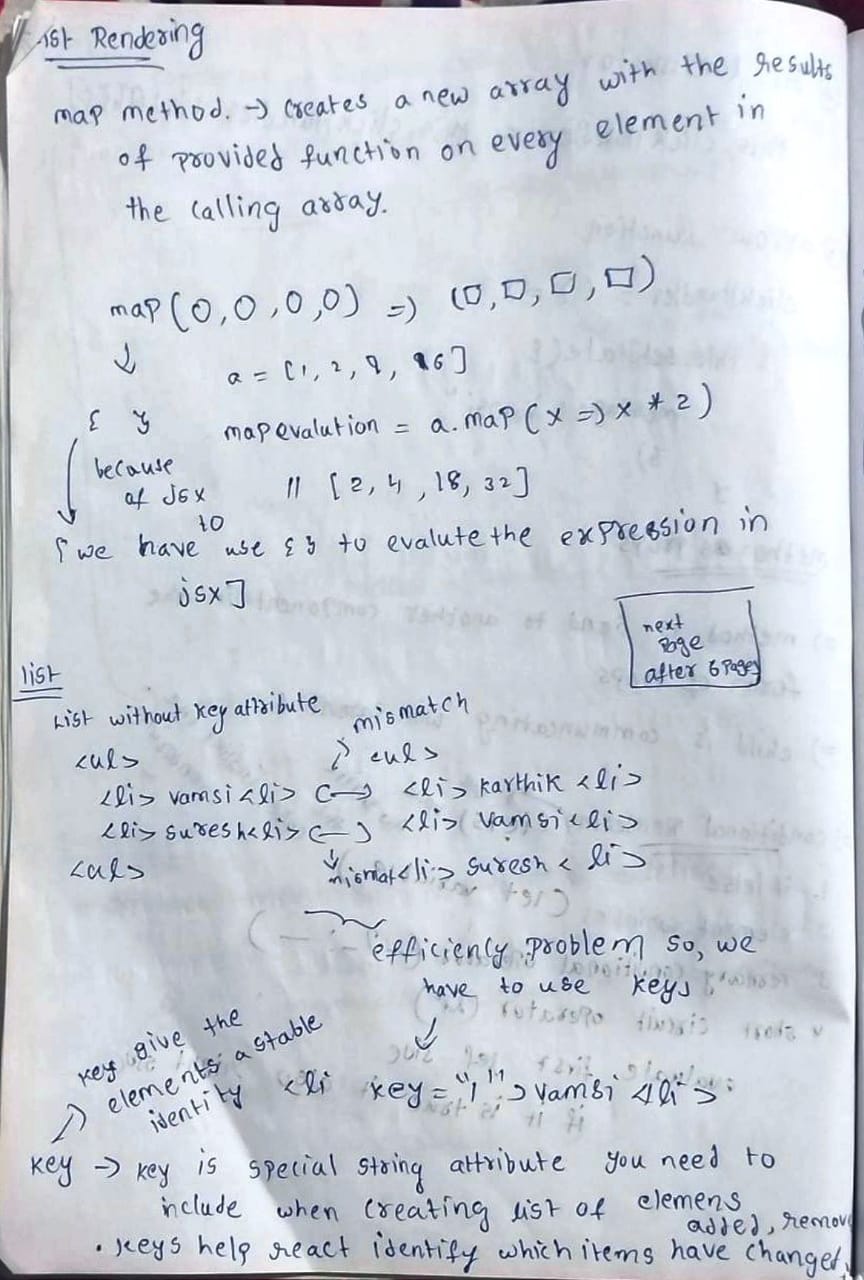 ist Rendering
map method. → Creates a new array with the results
of provided function on every element in
the calling array.
map (O, O, O, O) => (□, □, □, □)
↓
a = [1, 2, 9, 16]
{ }
mapevalution = a.map (x => x * 2)
because
of JSX
// [2, 4, 18, 32]
to
[we have use { } to evalute the expression in
jsx]
next
Page
after 6 Pages
list
List without key attribute
mismatch
<ul>
<ul>
<li> vamsi <li> <li> karthik <li>
<li> suresh <li> <li> vamsi <li>
<ul> mismat <li> suresh < li>
efficiency problem so, we
have to use keys.
key give the
elements a stable
identity
<li key = "1"> vamsi <li>
key → key is special string attribute you need to
include when creating list of elemens
added, remove
. keys help react identify which items have changed,